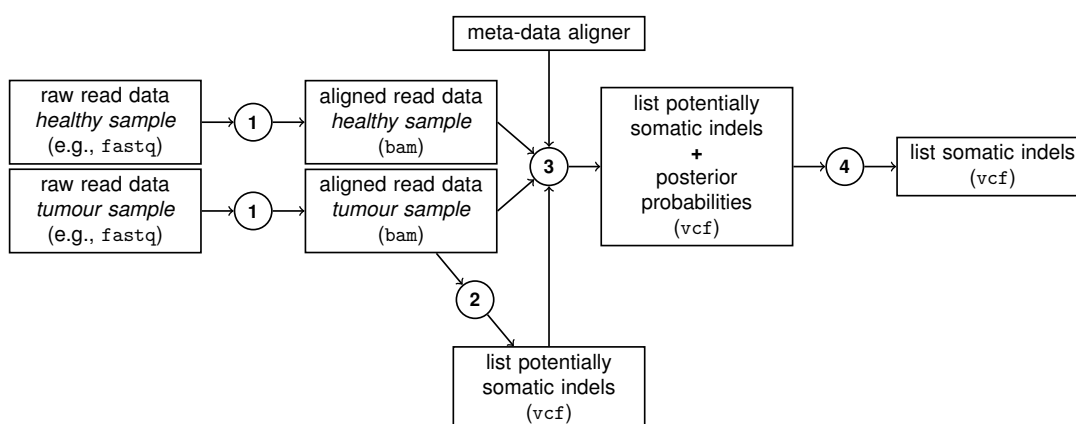 meta-data aligner
raw read data
healthy sample
(e.g., fastq)
1
aligned read data
healthy sample
(bam)
raw read data
tumour sample
(e.g., fastq)
1
aligned read data
tumour sample
(bam)
2
list potentially
somatic indels
(vcf)
3
list potentially
somatic indels
+
posterior
probabilities
(vcf)
4
list somatic indels
(vcf)